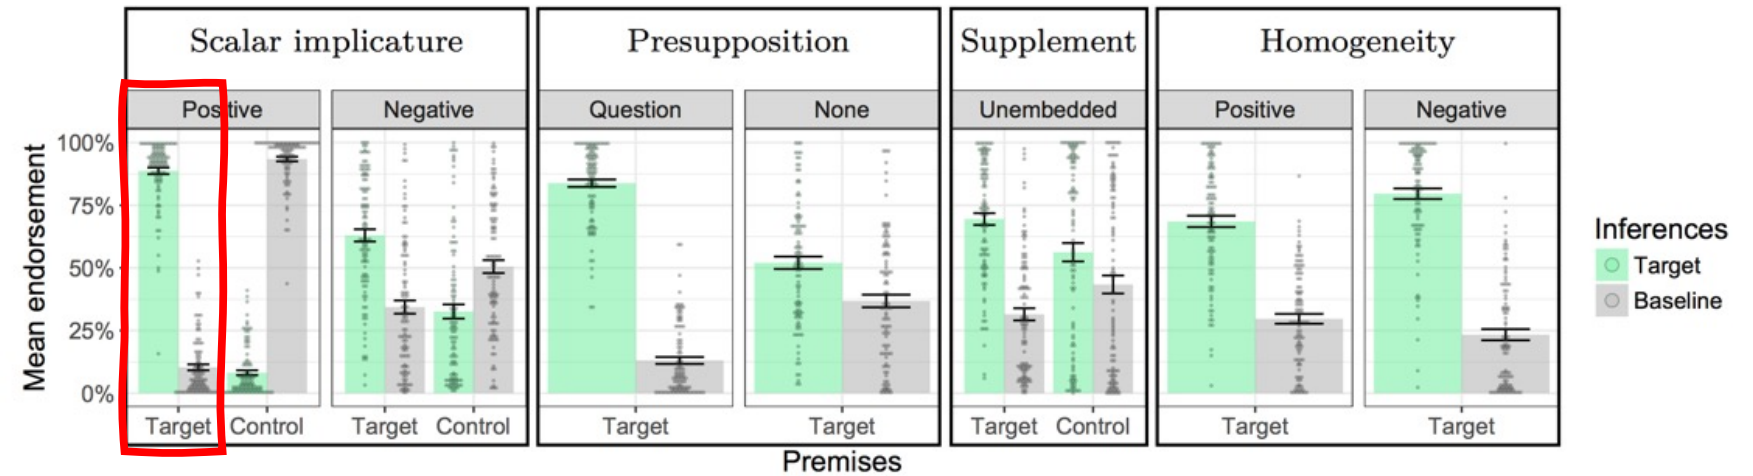 Scalar implicature Presupposition Supplement Homogeneity
Positive Negative Question None Unembedded Positive Negative
Mean endorsement
100%
75%
50%
25%
0%
Target Control Target Control Target Target Target Control Target Target
Premises
Inferences
Target
Baseline